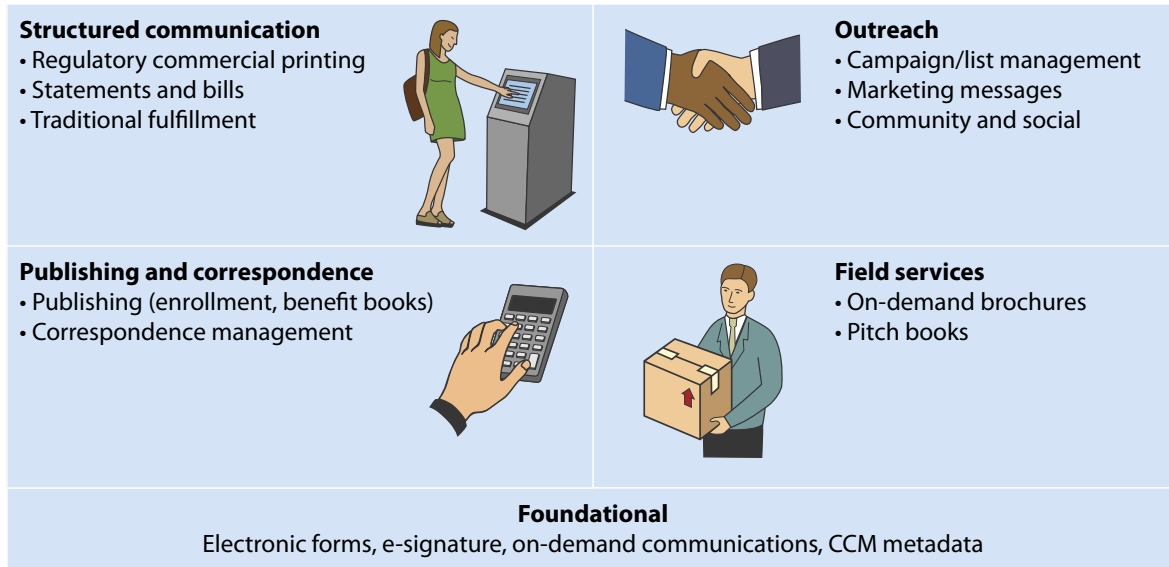 Structured communication
• Regulatory commercial printing
• Statements and bills
• Traditional fulfillment
Outreach
• Campaign/list management
• Marketing messages
• Community and social
Publishing and correspondence
• Publishing (enrollment, benefit books)
• Correspondence management
Field services
• On-demand brochures
• Pitch books
Foundational
Electronic forms, e-signature, on-demand communications, CCM metadata